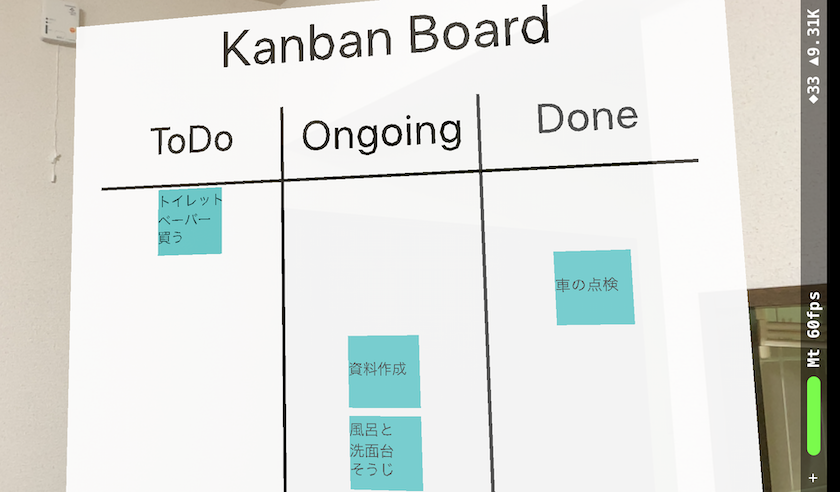 Kanban Board
ToDo
Ongoing
Done
トイレット
ペーパー
買う
車の点検
資料作成
風呂と
洗面台
そうじ
◆33 ▲9.31K
Mt 60fps
+